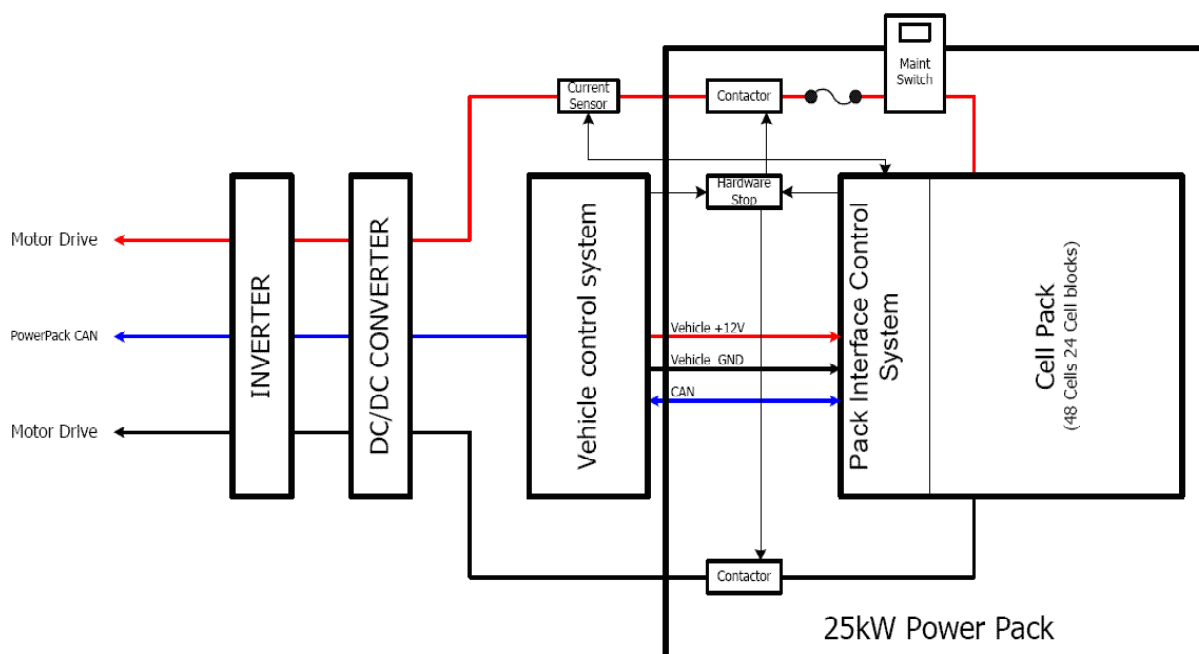 Maint
Switch
Current
Sensor
Contactor
Hardware
Stop
Motor Drive
PowerPack CAN
Motor Drive
INVERTER
DC/DC CONVERTER
Vehicle control system
Vehicle +12V
Vehicle GND
CAN
Pack Interface Control
System
Cell Pack
(48 Cells 24 Cell blocks)
Contactor
25kW Power Pack